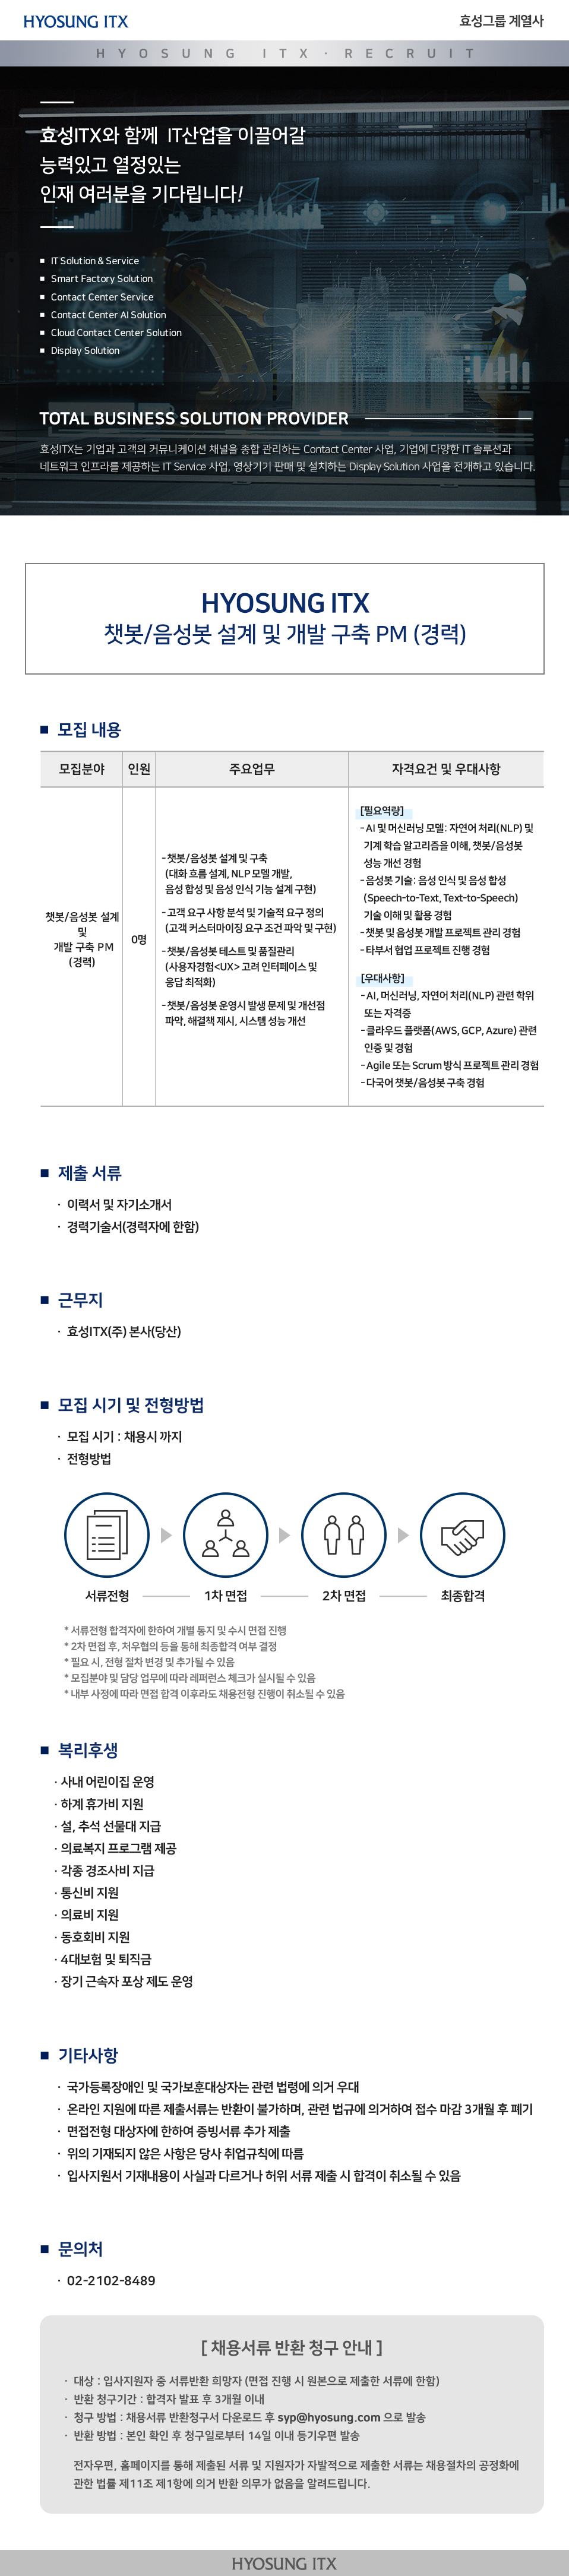 HYOSUNG ITX
효성그룹 계열사
HYOSUNG ITX · RECRUIT
효성ITX와 함께 IT산업을 이끌어갈
능력있고 열정있는
인재 여러분을 기다립니다!
■ IT Solution & Service
■ Smart Factory Solution
■ Contact Center Service
■ Contact Center AI Solution
■ Cloud Contact Center Solution
■ Display Solution
TOTAL BUSINESS SOLUTION PROVIDER
효성ITX는 기업과 고객의 커뮤니케이션 채널을 종합 관리하는 Contact Center 사업, 기업에 다양한 IT 솔루션과
네트워크 인프라를 제공하는 IT Service 사업, 영상기기 판매 및 설치하는 Display Solution 사업을 전개하고 있습니다.
HYOSUNG ITX
챗봇/음성봇 설계 및 개발 구축 PM (경력)
■ 모집 내용
모집분야 인원 주요업무 자격요건 및 우대사항
챗봇/음성봇 설계
및
개발 구축 PM
(경력)
0명
- 챗봇/음성봇 설계 및 구축
(대화 흐름 설계, NLP 모델 개발,
음성 합성 및 음성 인식 기능 설계 구현)
- 고객 요구 사항 분석 및 기술적 요구 정의
(고객 커스터마이징 요구 조건 파악 및 구현)
- 챗봇/음성봇 테스트 및 품질관리
(사용자경험<UX> 고려 인터페이스 및
응답 최적화)
- 챗봇/음성봇 운영시 발생 문제 및 개선점
파악, 해결책 제시, 시스템 성능 개선
[필요역량]
- AI 및 머신러닝 모델: 자연어 처리(NLP) 및
기계 학습 알고리즘을 이해, 챗봇/음성봇
성능 개선 경험
- 음성봇 기술: 음성 인식 및 음성 합성
(Speech-to-Text, Text-to-Speech)
기술 이해 및 활용 경험
- 챗봇 및 음성봇 개발 프로젝트 관리 경험
- 타부서 협업 프로젝트 진행 경험
[우대사항]
- AI, 머신러닝, 자연어 처리(NLP) 관련 학위
또는 자격증
- 클라우드 플랫폼(AWS, GCP, Azure) 관련
인증 및 경험
- Agile 또는 Scrum 방식 프로젝트 관리 경험
- 다국어 챗봇/음성봇 구축 경험
■ 제출 서류
· 이력서 및 자기소개서
· 경력기술서(경력자에 한함)
■ 근무지
· 효성ITX(주) 본사(당산)
■ 모집 시기 및 전형방법
· 모집 시기 : 채용시 까지
· 전형방법
서류전형 1차 면접 2차 면접 최종합격
* 서류전형 합격자에 한하여 개별 통지 및 수시 면접 진행
* 2차 면접 후, 처우협의 등을 통해 최종합격 여부 결정
* 필요 시, 전형 절차 변경 및 추가될 수 있음
* 모집분야 및 담당 업무에 따라 레퍼런스 체크가 실시될 수 있음
* 내부 사정에 따라 면접 합격 이후라도 채용전형 진행이 취소될 수 있음
■ 복리후생
· 사내 어린이집 운영
· 하계 휴가비 지원
· 설, 추석 선물대 지급
· 의료복지 프로그램 제공
· 각종 경조사비 지급
· 통신비 지원
· 의료비 지원
· 동호회비 지원
· 4대보험 및 퇴직금
· 장기 근속자 포상 제도 운영
■ 기타사항
· 국가등록장애인 및 국가보훈대상자는 관련 법령에 의거 우대
· 온라인 지원에 따른 제출서류는 반환이 불가하며, 관련 법규에 의거하여 접수 마감 3개월 후 폐기
· 면접전형 대상자에 한하여 증빙서류 추가 제출
· 위의 기재되지 않은 사항은 당사 취업규칙에 따름
· 입사지원서 기재내용이 사실과 다르거나 허위 서류 제출 시 합격이 취소될 수 있음
■ 문의처
· 02-2102-8489
[ 채용서류 반환 청구 안내 ]
· 대상 : 입사지원자 중 서류반환 희망자 (면접 진행 시 원본으로 제출한 서류에 한함)
· 반환 청구기간 : 합격자 발표 후 3개월 이내
· 청구 방법 : 채용서류 반환청구서 다운로드 후 syp@hyosung.com 으로 발송
· 반환 방법 : 본인 확인 후 청구일로부터 14일 이내 등기우편 발송
전자우편, 홈페이지를 통해 제출된 서류 및 지원자가 자발적으로 제출한 서류는 채용절차의 공정화에
관한 법률 제11조 제1항에 의거 반환 의무가 없음을 알려드립니다.
HYOSUNG ITX